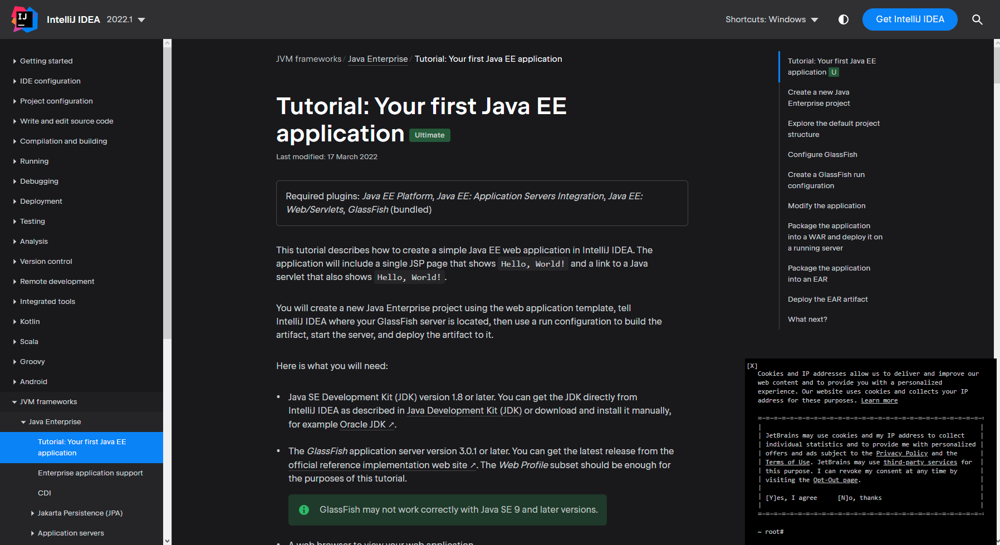 IJ
IntelliJ IDEA 2022.1
Shortcuts: Windows
Get IntelliJ IDEA
Getting started
IDE configuration
Project configuration
Write and edit source code
Compilation and building
Running
Debugging
Deployment
Testing
Analysis
Version control
Remote development
Integrated tools
Kotlin
Scala
Groovy
Android
JVM frameworks
Java Enterprise
Tutorial: Your first Java EE
application
Enterprise application support
CDI
Jakarta Persistence (JPA)
Application servers
JVM frameworks / Java Enterprise / Tutorial: Your first Java EE application
Tutorial: Your first Java EE
application Ultimate
Last modified: 17 March 2022
Required plugins: Java EE Platform, Java EE: Application Servers Integration, Java EE:
Web/Servlets, GlassFish (bundled)
This tutorial describes how to create a simple Java EE web application in IntelliJ IDEA. The
application will include a single JSP page that shows Hello, World! and a link to a Java
servlet that also shows Hello, World! .
You will create a new Java Enterprise project using the web application template, tell
IntelliJ IDEA where your GlassFish server is located, then use a run configuration to build the
artifact, start the server, and deploy the artifact to it.
Here is what you will need:
• Java SE Development Kit (JDK) version 1.8 or later. You can get the JDK directly from
IntelliJ IDEA as described in Java Development Kit (JDK) or download and install it manually,
for example Oracle JDK ↗.
• The GlassFish application server version 3.0.1 or later. You can get the latest release from the
official reference implementation web site ↗. The Web Profile subset should be enough for
the purposes of this tutorial.
GlassFish may not work correctly with Java SE 9 and later versions.
• A web browser to view your web application.
Tutorial: Your first Java EE
application U
Create a new Java
Enterprise project
Explore the default project
structure
Configure GlassFish
Create a GlassFish run
configuration
Modify the application
Package the application
into a WAR and deploy it on
a running server
Package the application
into an EAR
Deploy the EAR artifact
What next?
[X]
Cookies and IP addresses allow us to deliver and improve our
web content and to provide you with a personalized
experience. Our website uses cookies and collects your IP
address for these purposes. Learn more
JetBrains may use cookies and my IP address to collect
individual statistics and to provide me with personalized
offers and ads subject to the Privacy Policy and the
Terms of Use. JetBrains may use third-party services for
this purpose. I can revoke my consent at any time by
visiting the Opt-Out page.
[Y]es, I agree [N]o, thanks
~ root#